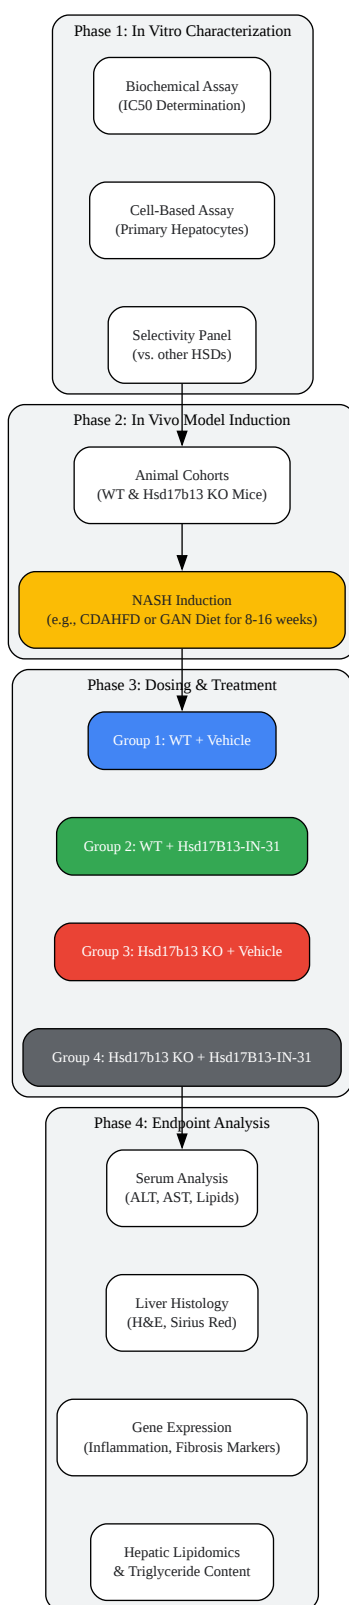 Phase 1: In Vitro Characterization
Biochemical Assay
(IC50 Determination)
Cell-Based Assay
(Primary Hepatocytes)
Selectivity Panel
(vs. other HSDs)
Phase 2: In Vivo Model Induction
Animal Cohorts
(WT & Hsd17b13 KO Mice)
NASH Induction
(e.g., CDAHFD or GAN Diet for 8-16 weeks)
Phase 3: Dosing & Treatment
Group 1: WT + Vehicle
Group 2: WT + Hsd17B13-IN-31
Group 3: Hsd17b13 KO + Vehicle
Group 4: Hsd17b13 KO + Hsd17B13-IN-31
Phase 4: Endpoint Analysis
Serum Analysis
(ALT, AST, Lipids)
Liver Histology
(H&E, Sirius Red)
Gene Expression
(Inflammation, Fibrosis Markers)
Hepatic Lipidomics
& Triglyceride Content